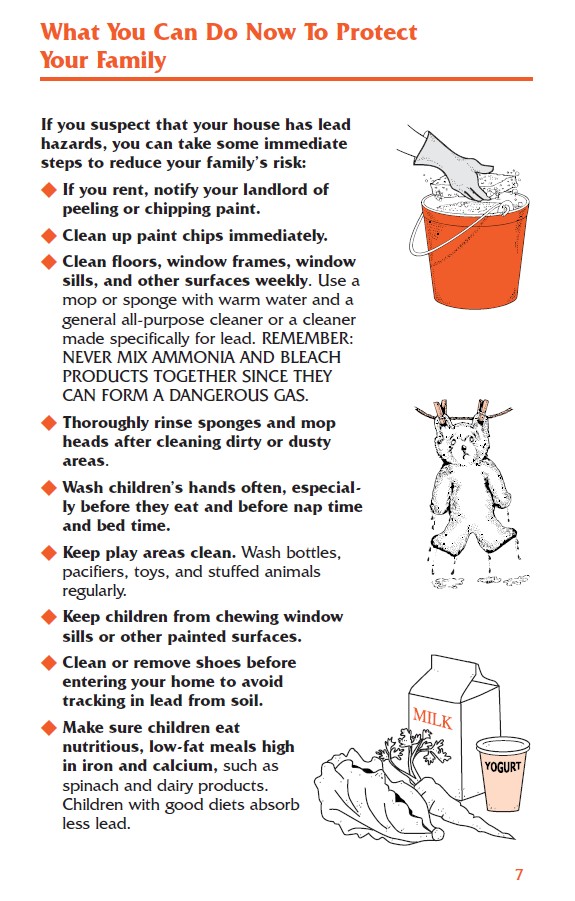 What You Can Do Now To Protect
Your Family
If you suspect that your house has lead
hazards, you can take some immediate
steps to reduce your family's risk:
◆ If you rent, notify your landlord of
peeling or chipping paint.
◆ Clean up paint chips immediately.
◆ Clean floors, window frames, window
sills, and other surfaces weekly. Use a
mop or sponge with warm water and a
general all-purpose cleaner or a cleaner
made specifically for lead. REMEMBER:
NEVER MIX AMMONIA AND BLEACH
PRODUCTS TOGETHER SINCE THEY
CAN FORM A DANGEROUS GAS.
◆ Thoroughly rinse sponges and mop
heads after cleaning dirty or dusty
areas.
◆ Wash children's hands often, especial-
ly before they eat and before nap time
and bed time.
◆ Keep play areas clean. Wash bottles,
pacifiers, toys, and stuffed animals
regularly.
◆ Keep children from chewing window
sills or other painted surfaces.
◆ Clean or remove shoes before
entering your home to avoid
tracking in lead from soil.
◆ Make sure children eat
nutritious, low-fat meals high
in iron and calcium, such as
spinach and dairy products.
Children with good diets absorb
less lead.
MILK
YOGURT
7